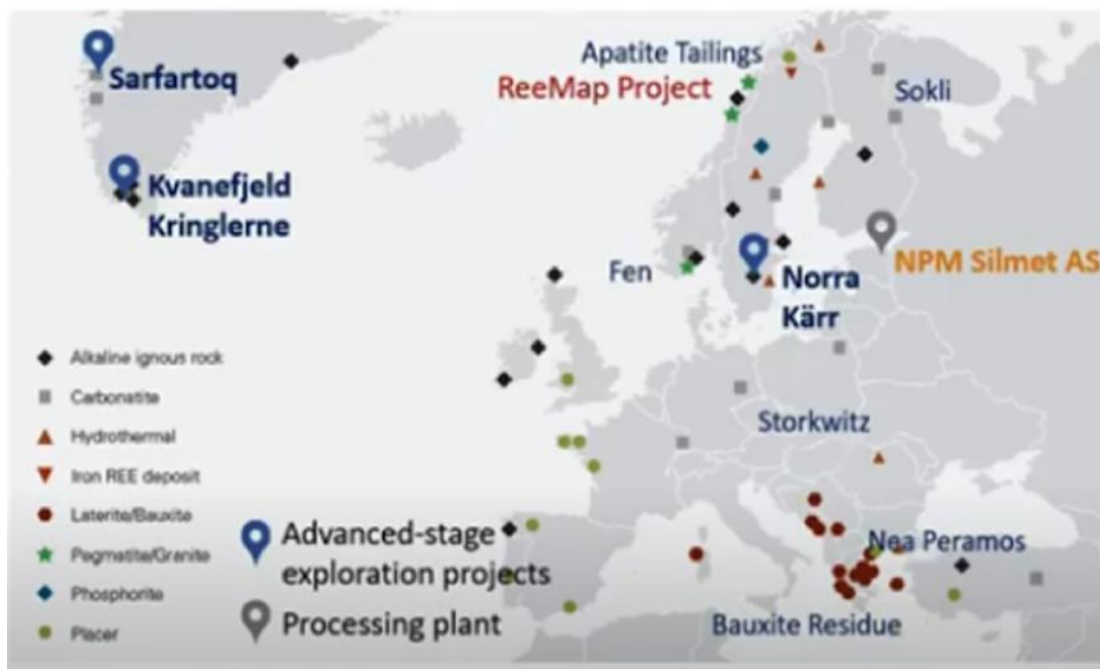 Apatite Tailings
ReeMap Project
Sarfartoq
Sokli
Kvanefjeld
Kringlerne
NPM Silmet AS
Fen
Norra
Kärr
Alkaline ignous rock
Carbonatite
Storkwitz
Hydrothermal
Iron REE deposit
Laterite/Bauxite
Advanced-stage
exploration projects
Nea Peramos
Pegmatite/Granite
Phosphorite
Processing plant
Bauxite Residue
Placer